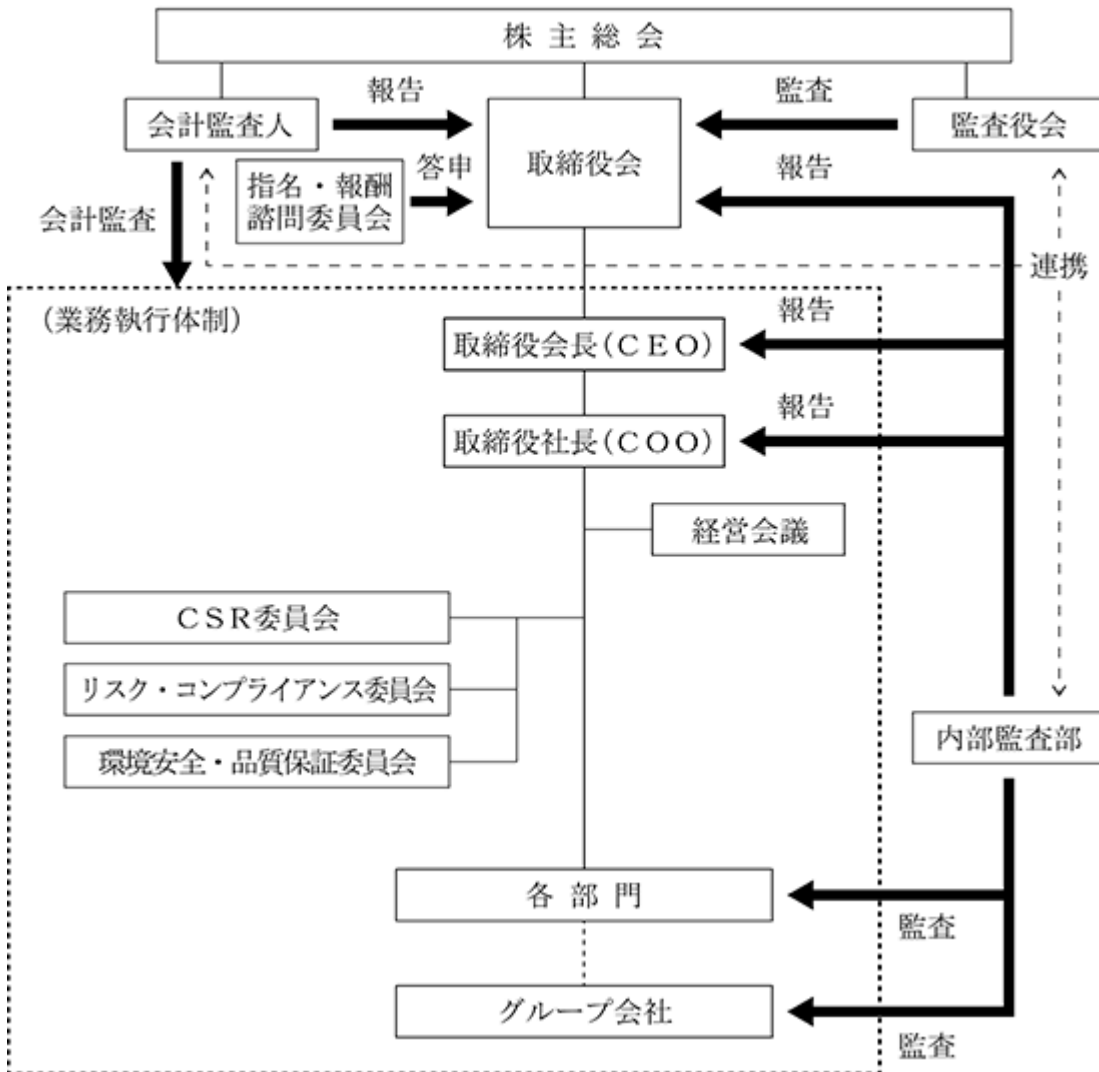 株主総会
報告
監査
会計監査人
取締役会
監査役会
答申
報告
指名・報酬
諮問委員会
会計監査
連携
(業務執行体制)
報告
取締役会長(CEO)
報告
取締役社長(COO)
経営会議
CSR委員会
リスク・コンプライアンス委員会
内部監査部
環境安全・品質保証委員会
各部門
監査
グループ会社
監査